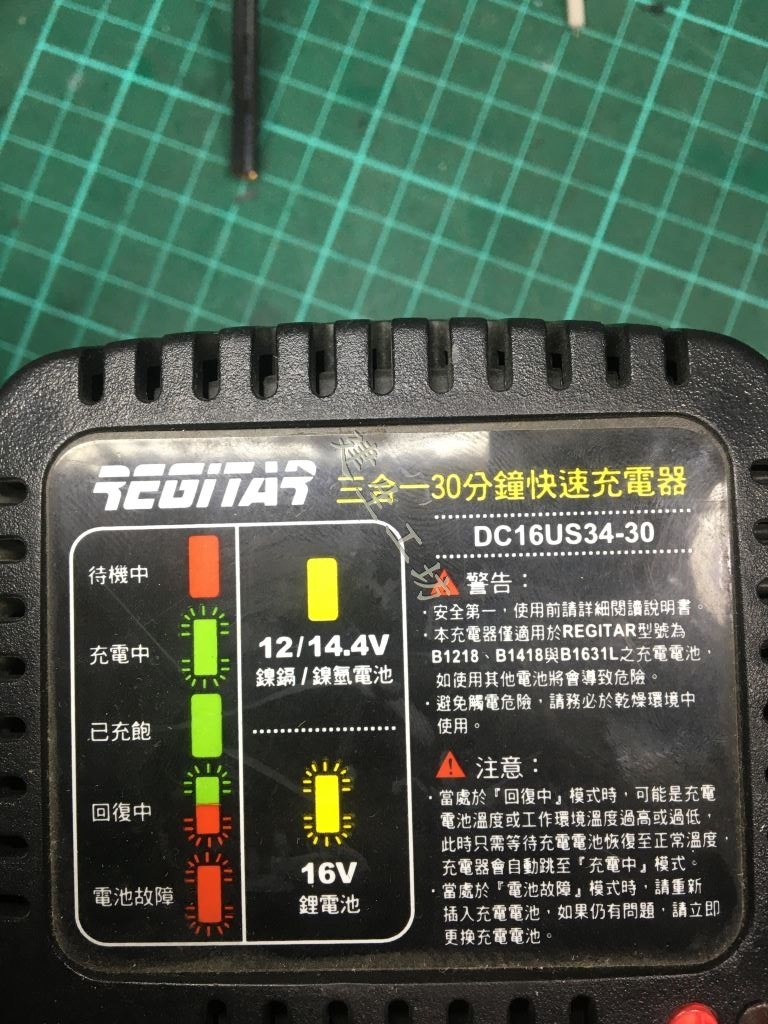 REGITAR 三合一30分鐘快速充電器
DC16US34-30
待機中
充電中
已充飽
回復中
電池故障
12/14.4V
鎳鎘/鎳氫電池
16V
鋰電池
警告：
·安全第一，使用前請詳細閱讀說明書。
·本充電器僅適用於REGITAR型號為
B1218、B1418與B1631L之充電電池，
如使用其他電池將會導致危險。
·避免觸電危險，請務必於乾燥環境中
使用。
注意：
·當處於『回復中』模式時，可能是充電
電池溫度或工作環境溫度過高或過低，
此時只需等待充電電池恢復至正常溫度，
充電器會自動跳至『充電中』模式。
·當處於『電池故障』模式時，請重新
插入充電電池，如果仍有問題，請立即
更換充電電池。
工坊